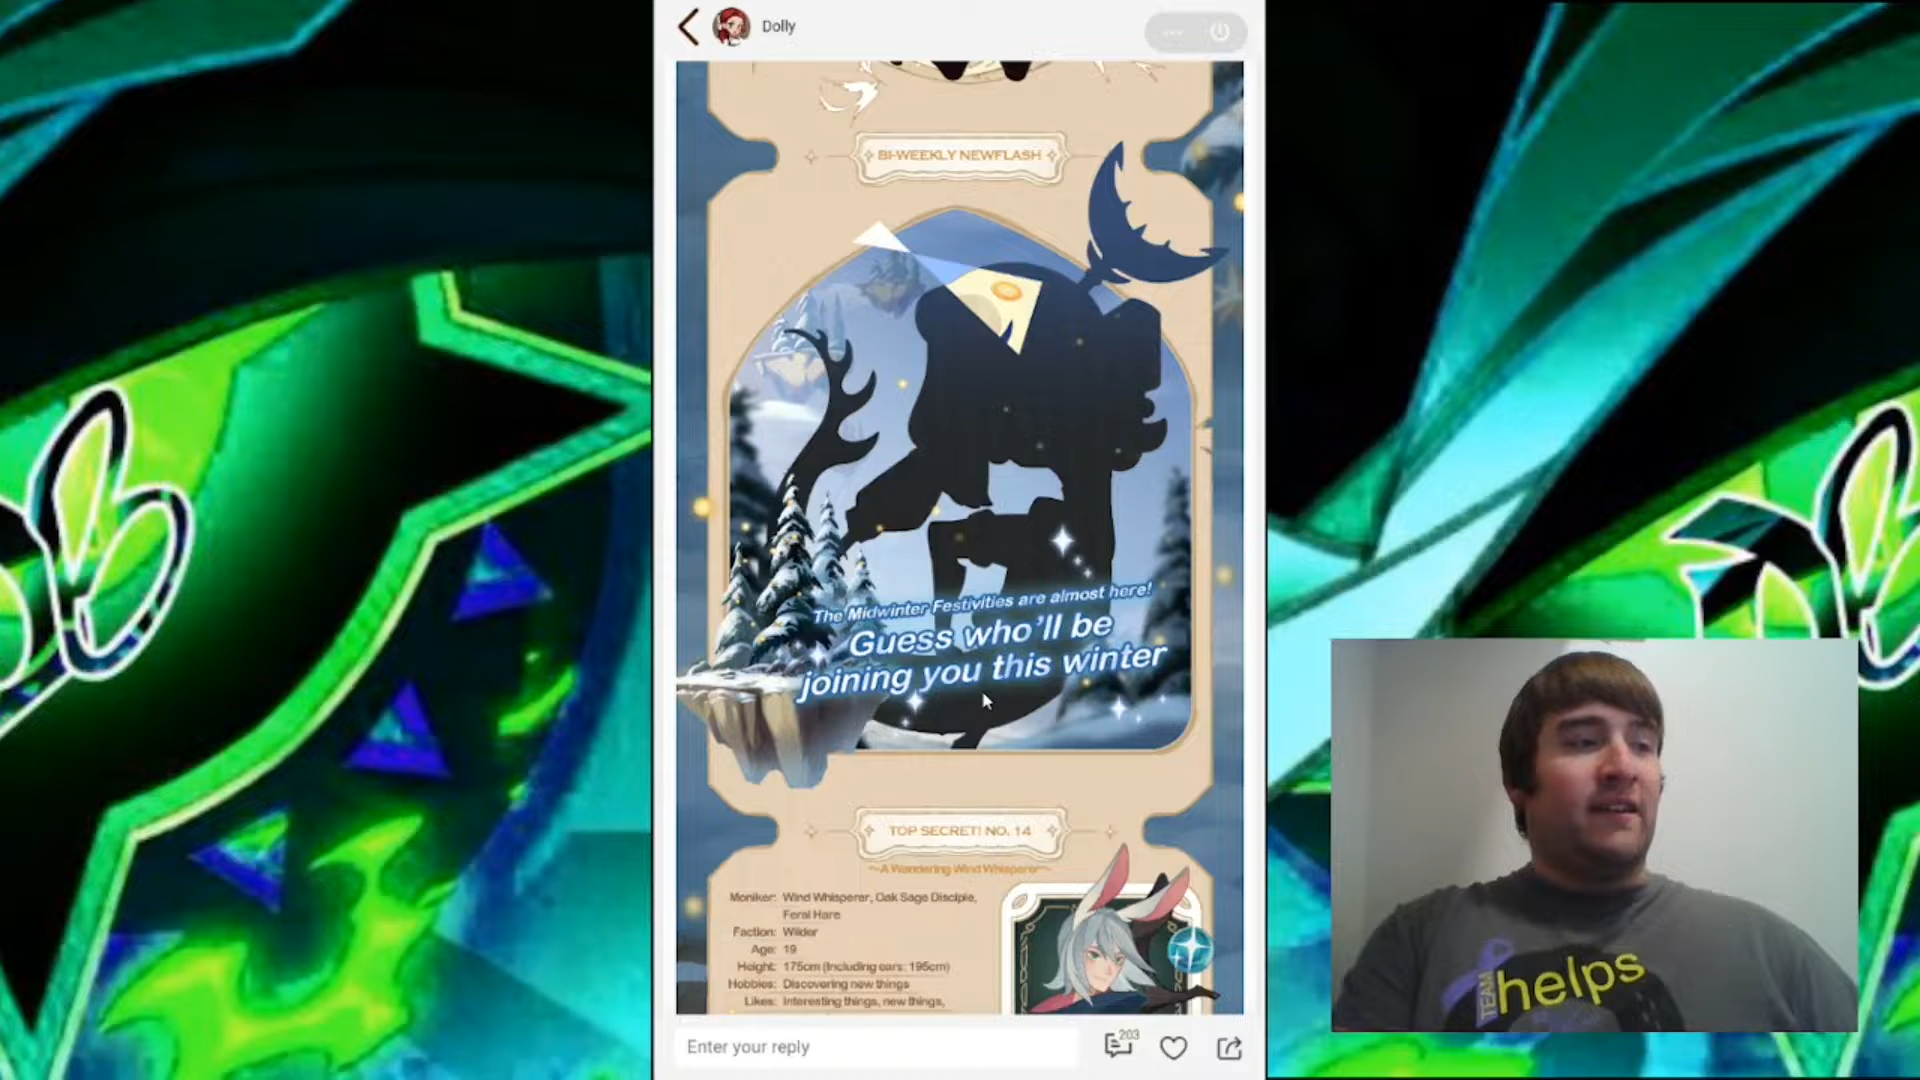 Dolly
BI-WEEKLY NEWFLASH
The Midwinter Festivities are almost here!
Guess who'll be
joining you this winter
TOP SECRET! NO. 14
~A Wandering Wind Whisperer~
Moniker: Wind Whisperer, Oak Sage Disciple,
Feral Hare
Faction: Wilder
Age: 19
Height: 175cm (Including ears: 195cm)
Hobbies: Discovering new things
Likes: Interesting things, new things,
Enter your reply
203
TEAM
helps